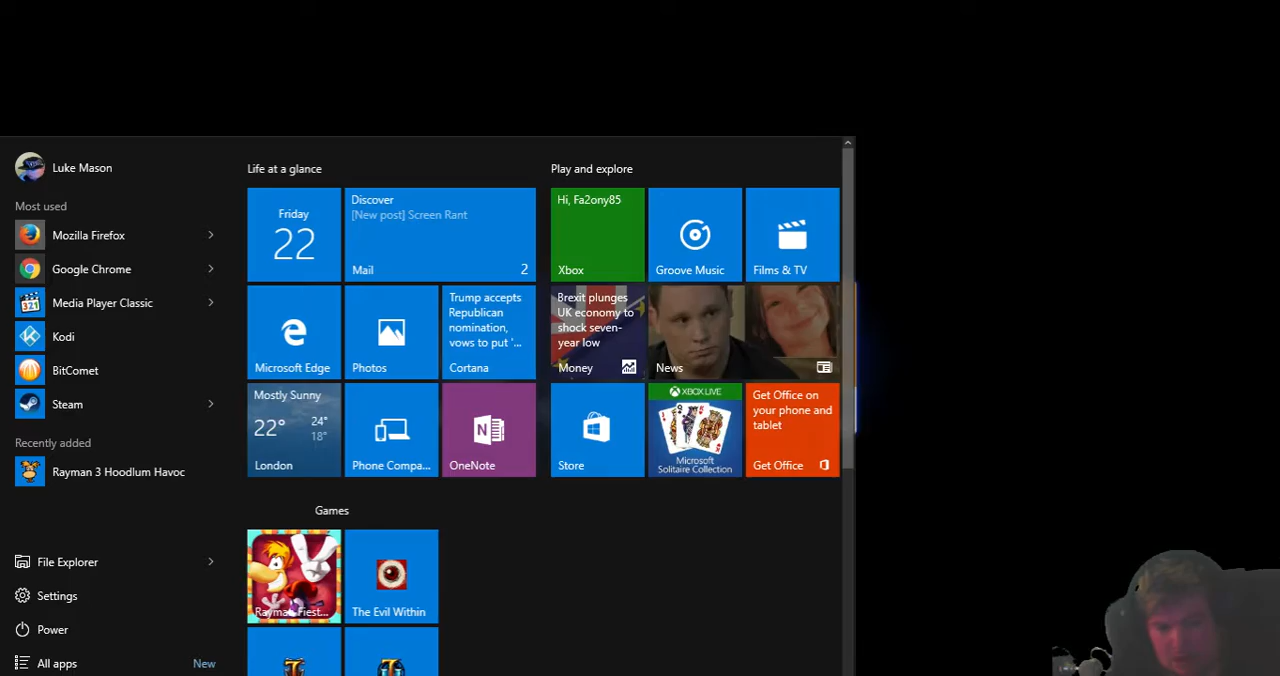 Luke Mason
Most used
Mozilla Firefox
Google Chrome
Media Player Classic
Kodi
BitComet
Steam
Recently added
Rayman 3 Hoodlum Havoc
File Explorer
Settings
Power
All apps
New
Life at a glance
Friday
22
Discover
[New post] Screen Rant
Mail
2
Microsoft Edge
Photos
Trump accepts
Republican
nomination,
vows to put '...
Cortana
Mostly Sunny
22°
24°
18°
London
Phone Compa...
N
OneNote
Play and explore
Hi, Fa2ony85
Xbox
Groove Music
321
Films & TV
Brexit plunges
UK economy to
shock seven-
year low
Money
News
Store
XBOX LIVE
Microsoft
Solitaire Collection
Get Office on
your phone and
tablet
Get Office
Games
Rayman Fiest...
The Evil Within